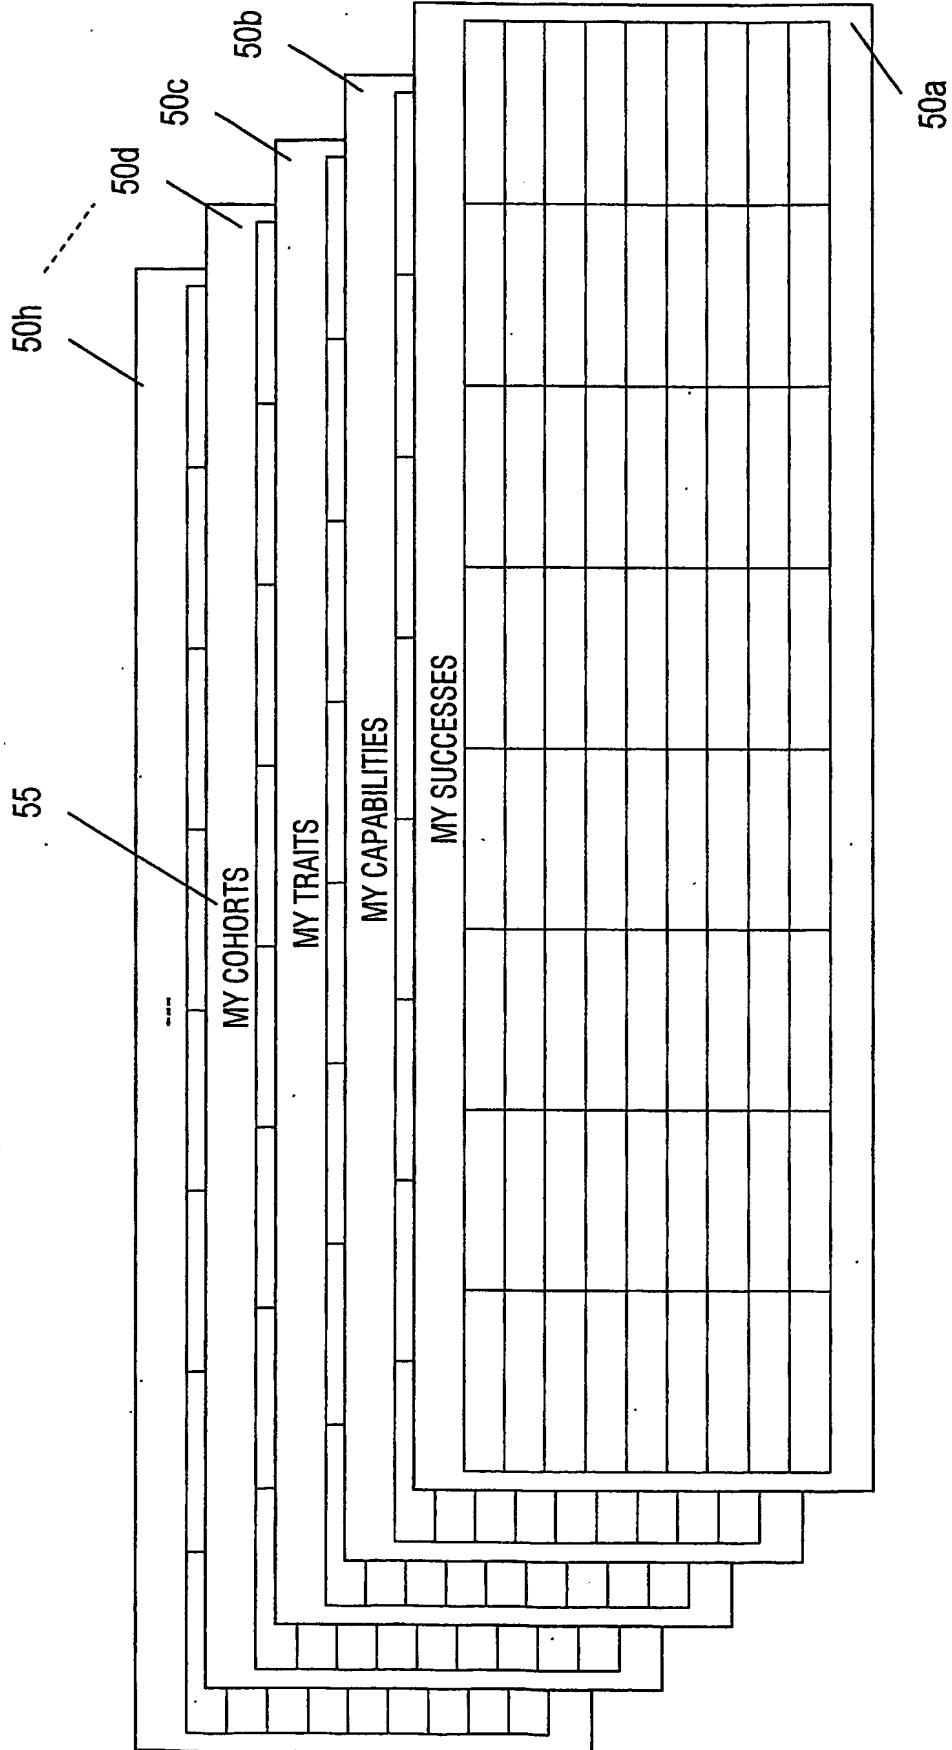 50h
50d
50c
50b
55
---
MY COHORTS
MY TRAITS
MY CAPABILITIES
MY SUCCESSES
50a